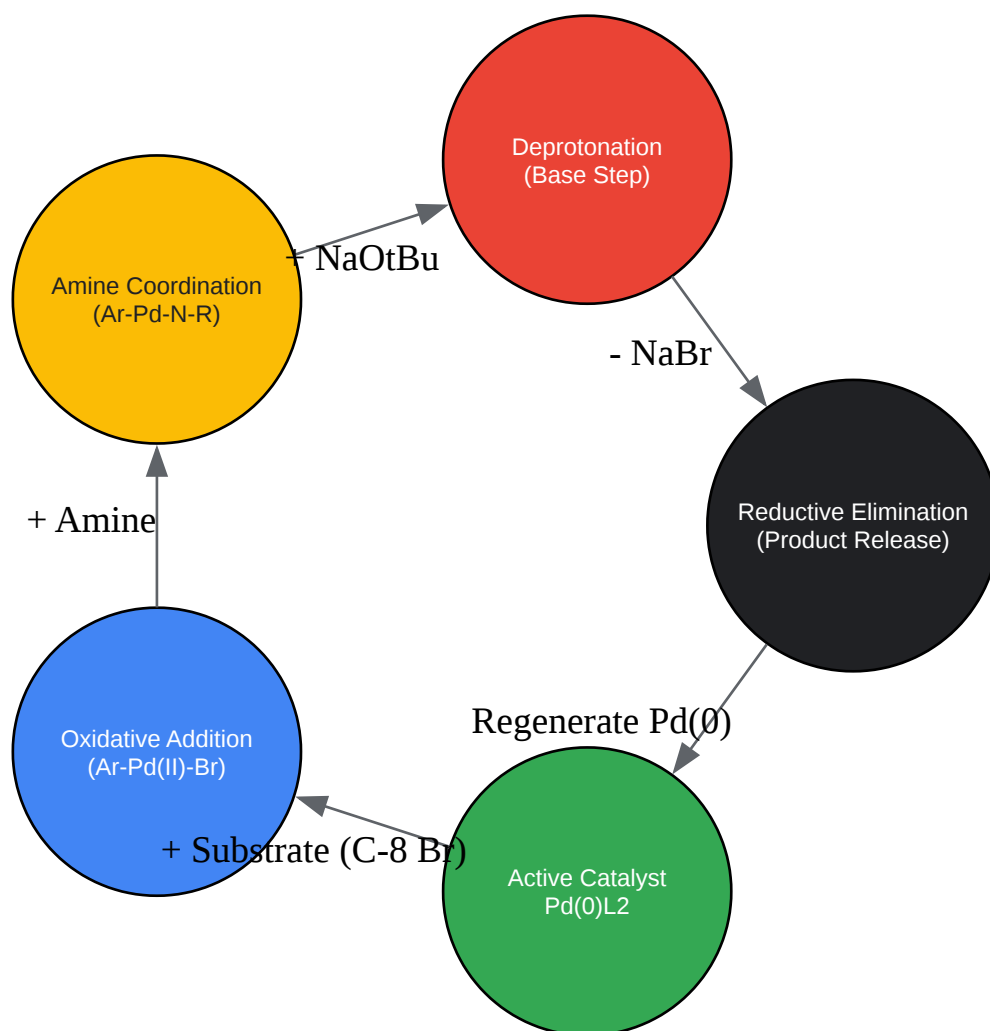 Deprotonation
(Base Step)
+ NaOtBu
Amine Coordination
(Ar-Pd-N-R)
- NaBr
Reductive Elimination
(Product Release)
+ Amine
Regenerate Pd(0)
Oxidative Addition
(Ar-Pd(II)-Br)
+ Substrate (C-8 Br)
Active Catalyst
Pd(0)L2